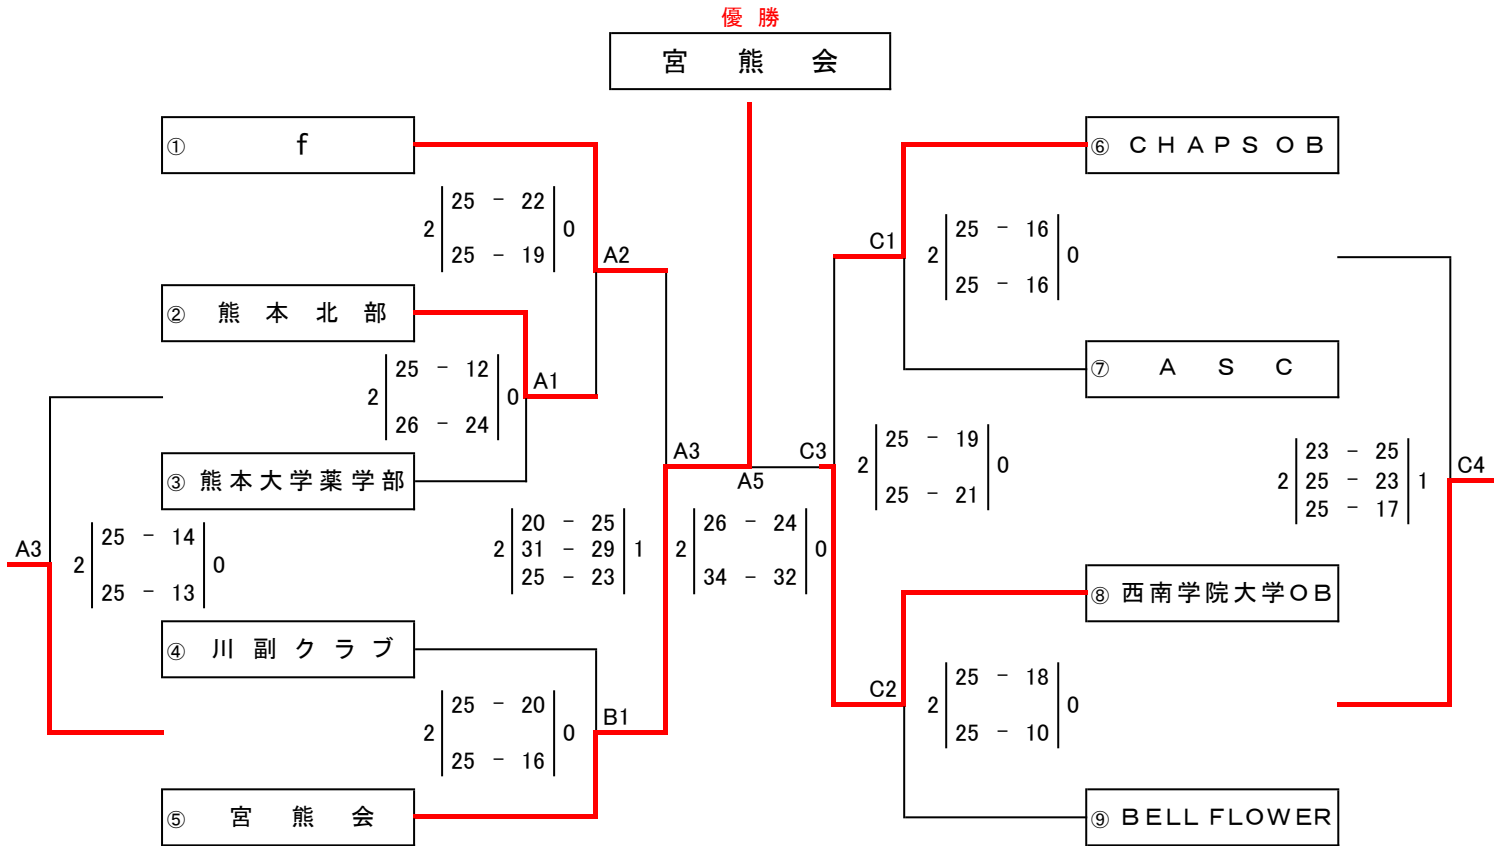 優 勝
宮 熊 会
① f
⑥ CHAPS OB
25 - 22
2 0
25 - 19
A2
C1
25 - 16
2 0
25 - 16
② 熊 本 北 部
25 - 12
2 0
26 - 24
A1
⑦ A S C
③ 熊本大学薬学部
A3
C3
A5
25 - 19
2 0
25 - 21
23 - 25
2 25 - 23 1
25 - 17
C4
A3
25 - 14
2 0
25 - 13
20 - 25
2 31 - 29 1
25 - 23
26 - 24
2 0
34 - 32
⑧ 西南学院大学OB
④ 川 副 ク ラ ブ
25 - 20
2 0
25 - 16
B1
C2
25 - 18
2 0
25 - 10
⑤ 宮 熊 会
⑨ BELL FLOWER